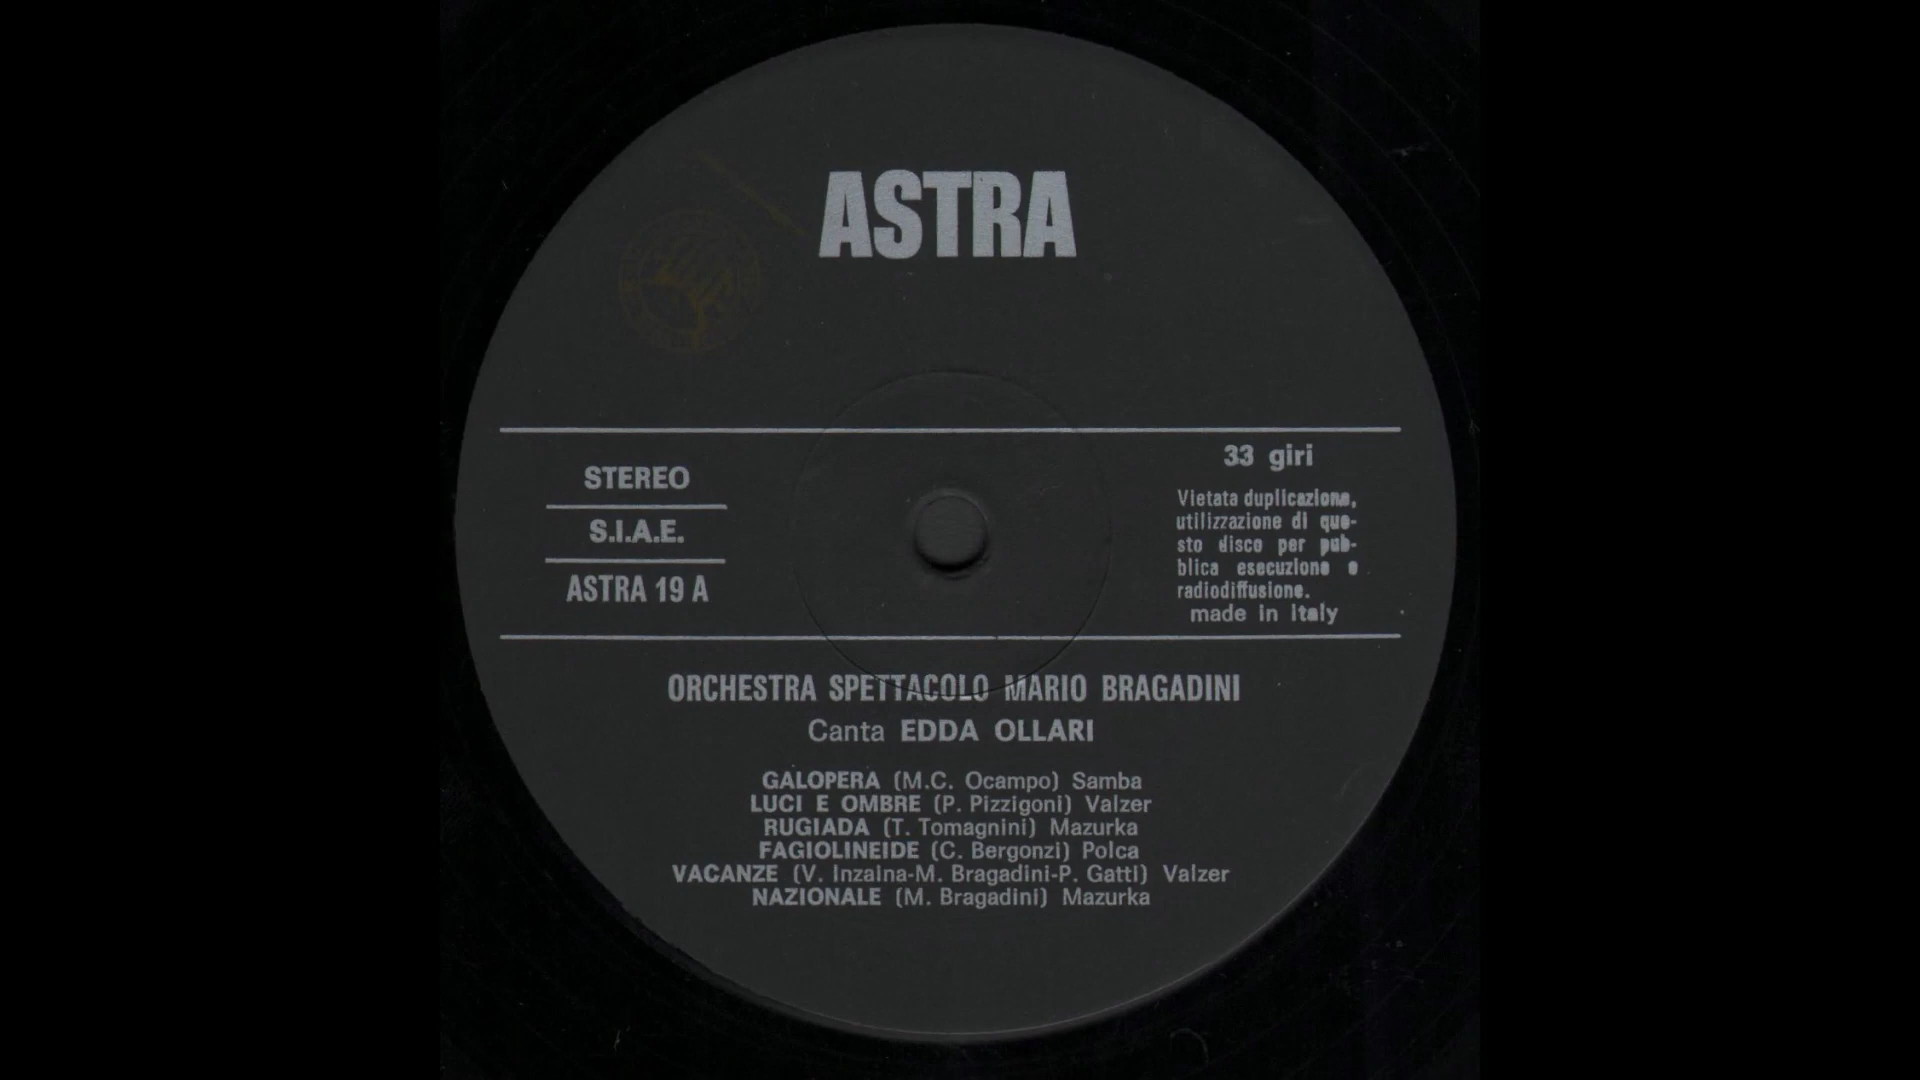 ASTRA
STEREO
S.I.A.E.
ASTRA 19 A
33 giri
Vietata duplicazione,
utilizzazione di que-
sto disco per pub-
blica esecuzione e
radiodiffusione.
made in Italy
ORCHESTRA SPETTACOLO MARIO BRAGADINI
Canta EDDA OLLARI
GALOPERA (M.C. Ocampo) Samba
LUCI E OMBRE (P. Pizzigoni) Valzer
RUGIADA (T. Tomagnini) Mazurka
FAGIOLINEIDE (C. Bergonzi) Polca
VACANZE (V. Inzaina-M. Bragadini-P. Gatti) Valzer
NAZIONALE (M. Bragadini) Mazurka